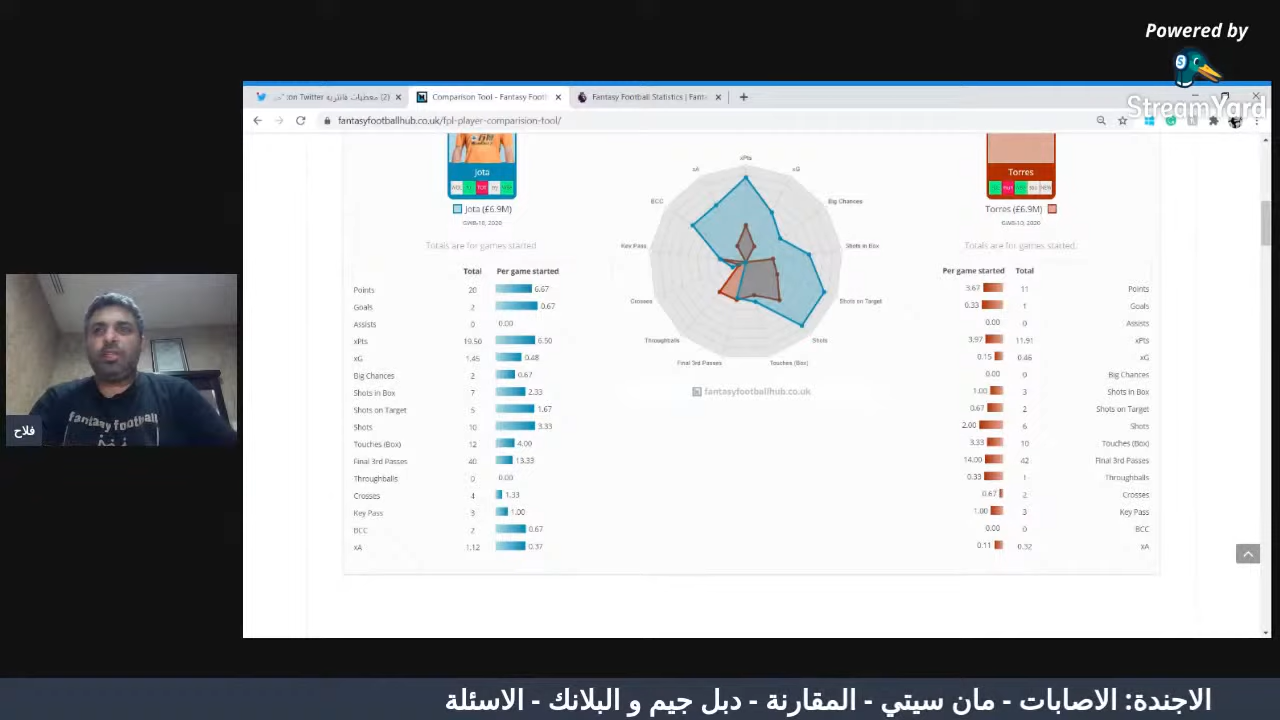 Powered by
StreamYard
Comparison Tool - Fantasy Footl
Fantasy Football Statistics | Fanta
fantasyfootballhub.co.uk/fpl-player-comparision-tool/
Jota
Torres
Jota (£6.9M)
Torres (£6.9M)
Totals are for games started
Totals are for games started.
xPts
xG
Big Chances
Shots in Box
Shots on Target
Shots
Touches (Box)
Final 3rd Passes
Throughballs
Crosses
Key Pass
BCC
xA
fantasyfootballhub.co.uk
Total Per game started
Points 20 6.67
Goals 2 0.67
Assists 0 0.00
xPts 19.50 6.50
xG 1.45 0.48
Big Chances 2 0.67
Shots in Box 7 2.33
Shots on Target 5 1.67
Shots 10 3.33
Touches (Box) 12 4.00
Final 3rd Passes 40 13.33
Throughballs 0 0.00
Crosses 4 1.33
Key Pass 3 1.00
BCC 2 0.67
xA 1.12 0.37
Per game started Total
3.67 11 Points
0.33 1 Goals
0.00 0 Assists
3.97 11.91 xPts
0.15 0.46 xG
0.00 0 Big Chances
1.00 3 Shots in Box
0.67 2 Shots on Target
2.00 6 Shots
3.33 10 Touches (Box)
14.00 42 Final 3rd Passes
0.33 1 Throughballs
0.67 2 Crosses
1.00 3 Key Pass
0.00 0 BCC
0.11 0.32 xA
fantasy football
فلاح
الاجندة: الاصابات - مان سيتي - المقارنة - دبل جيم و البلانك - الاسئلة